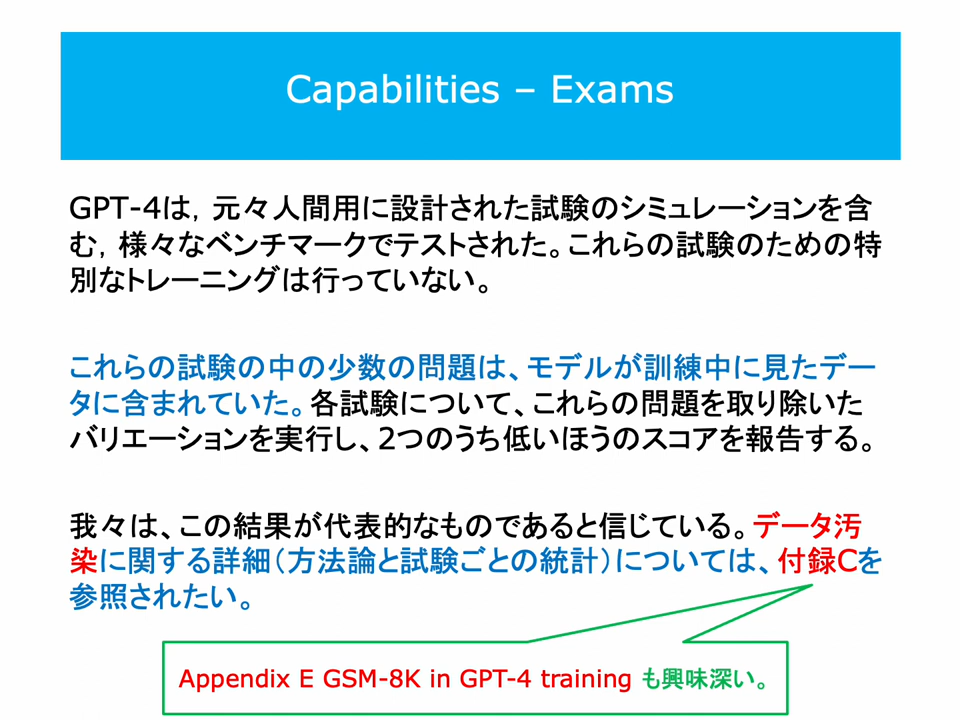 Capabilities – Exams
GPT-4は，元々人間用に設計された試験のシミュレーションを含
む，様々なベンチマークでテストされた。これらの試験のための特
別なトレーニングは行っていない。
これらの試験の中の少数の問題は、モデルが訓練中に見たデー
タに含まれていた。各試験について、これらの問題を取り除いた
バリエーションを実行し、2つのうち低いほうのスコアを報告する。
我々は、この結果が代表的なものであると信じている。データ汚
染に関する詳細（方法論と試験ごとの統計）については、付録Cを
参照されたい。
Appendix E GSM-8K in GPT-4 training も興味深い。